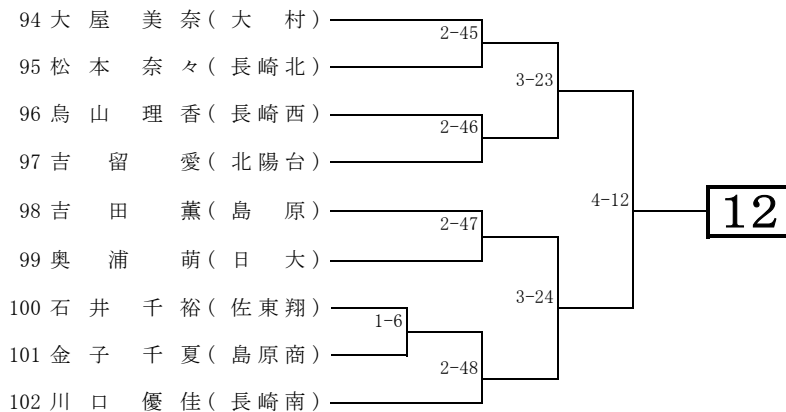 94 大屋 美奈(大村)
2-45
95 松本 奈々(長崎北)
3-23
96 烏山 理香(長崎西)
2-46
97 吉留 愛(北陽台)
4-12
12
98 吉田 薫(島原)
2-47
99 奥浦 萌(日大)
3-24
100 石井 千裕(佐東翔)
1-6
101 金子 千夏(島原商)
2-48
102 川口 優佳(長崎南)